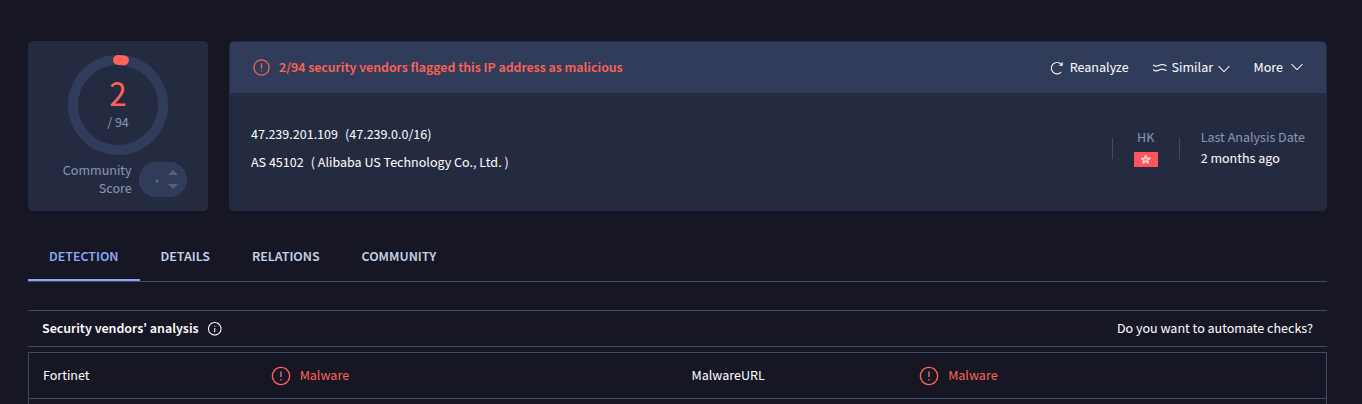 2
/ 94
Community
Score
2/94 security vendors flagged this IP address as malicious
Reanalyze
Similar
More
47.239.201.109 (47.239.0.0/16)
AS 45102 ( Alibaba US Technology Co., Ltd. )
HK
Last Analysis Date
2 months ago
DETECTION
DETAILS
RELATIONS
COMMUNITY
Security vendors' analysis
Do you want to automate checks?
Fortinet
Malware
MalwareURL
Malware